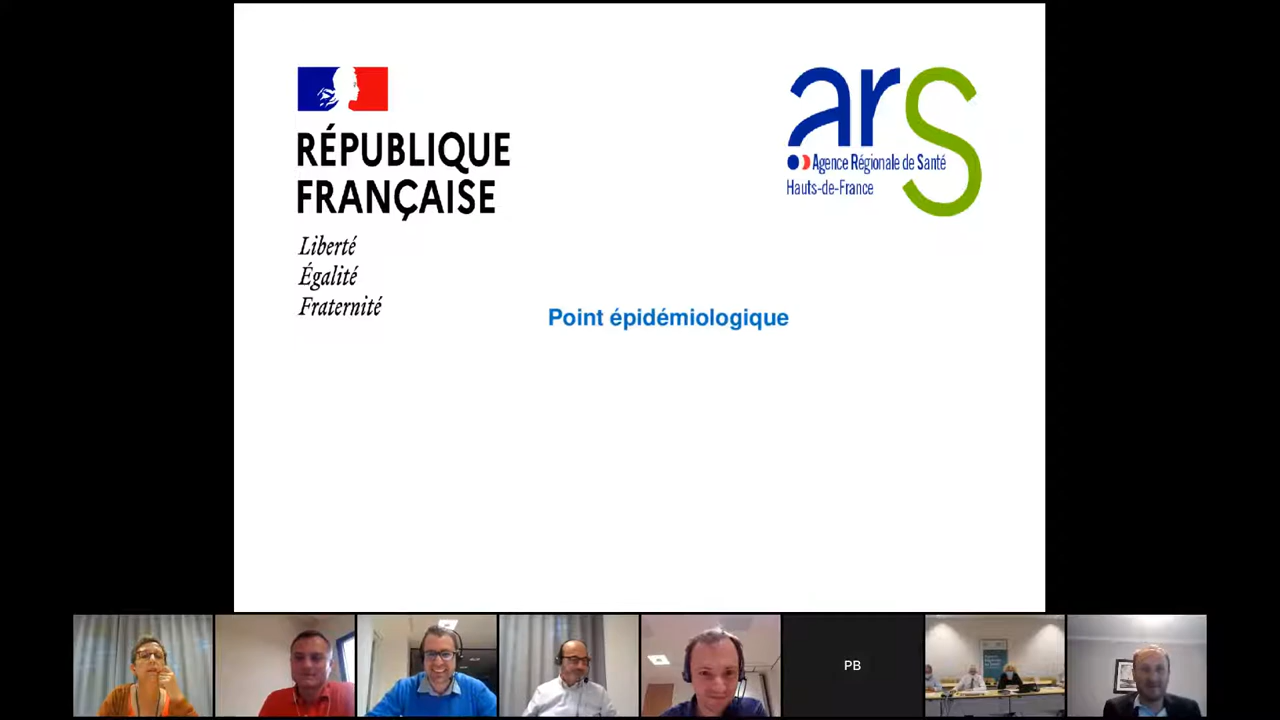 RÉPUBLIQUE
FRANÇAISE
Liberté
Égalité
Fraternité
ars
Agence Régionale de Santé
Hauts-de-France
Point épidémiologique
PB